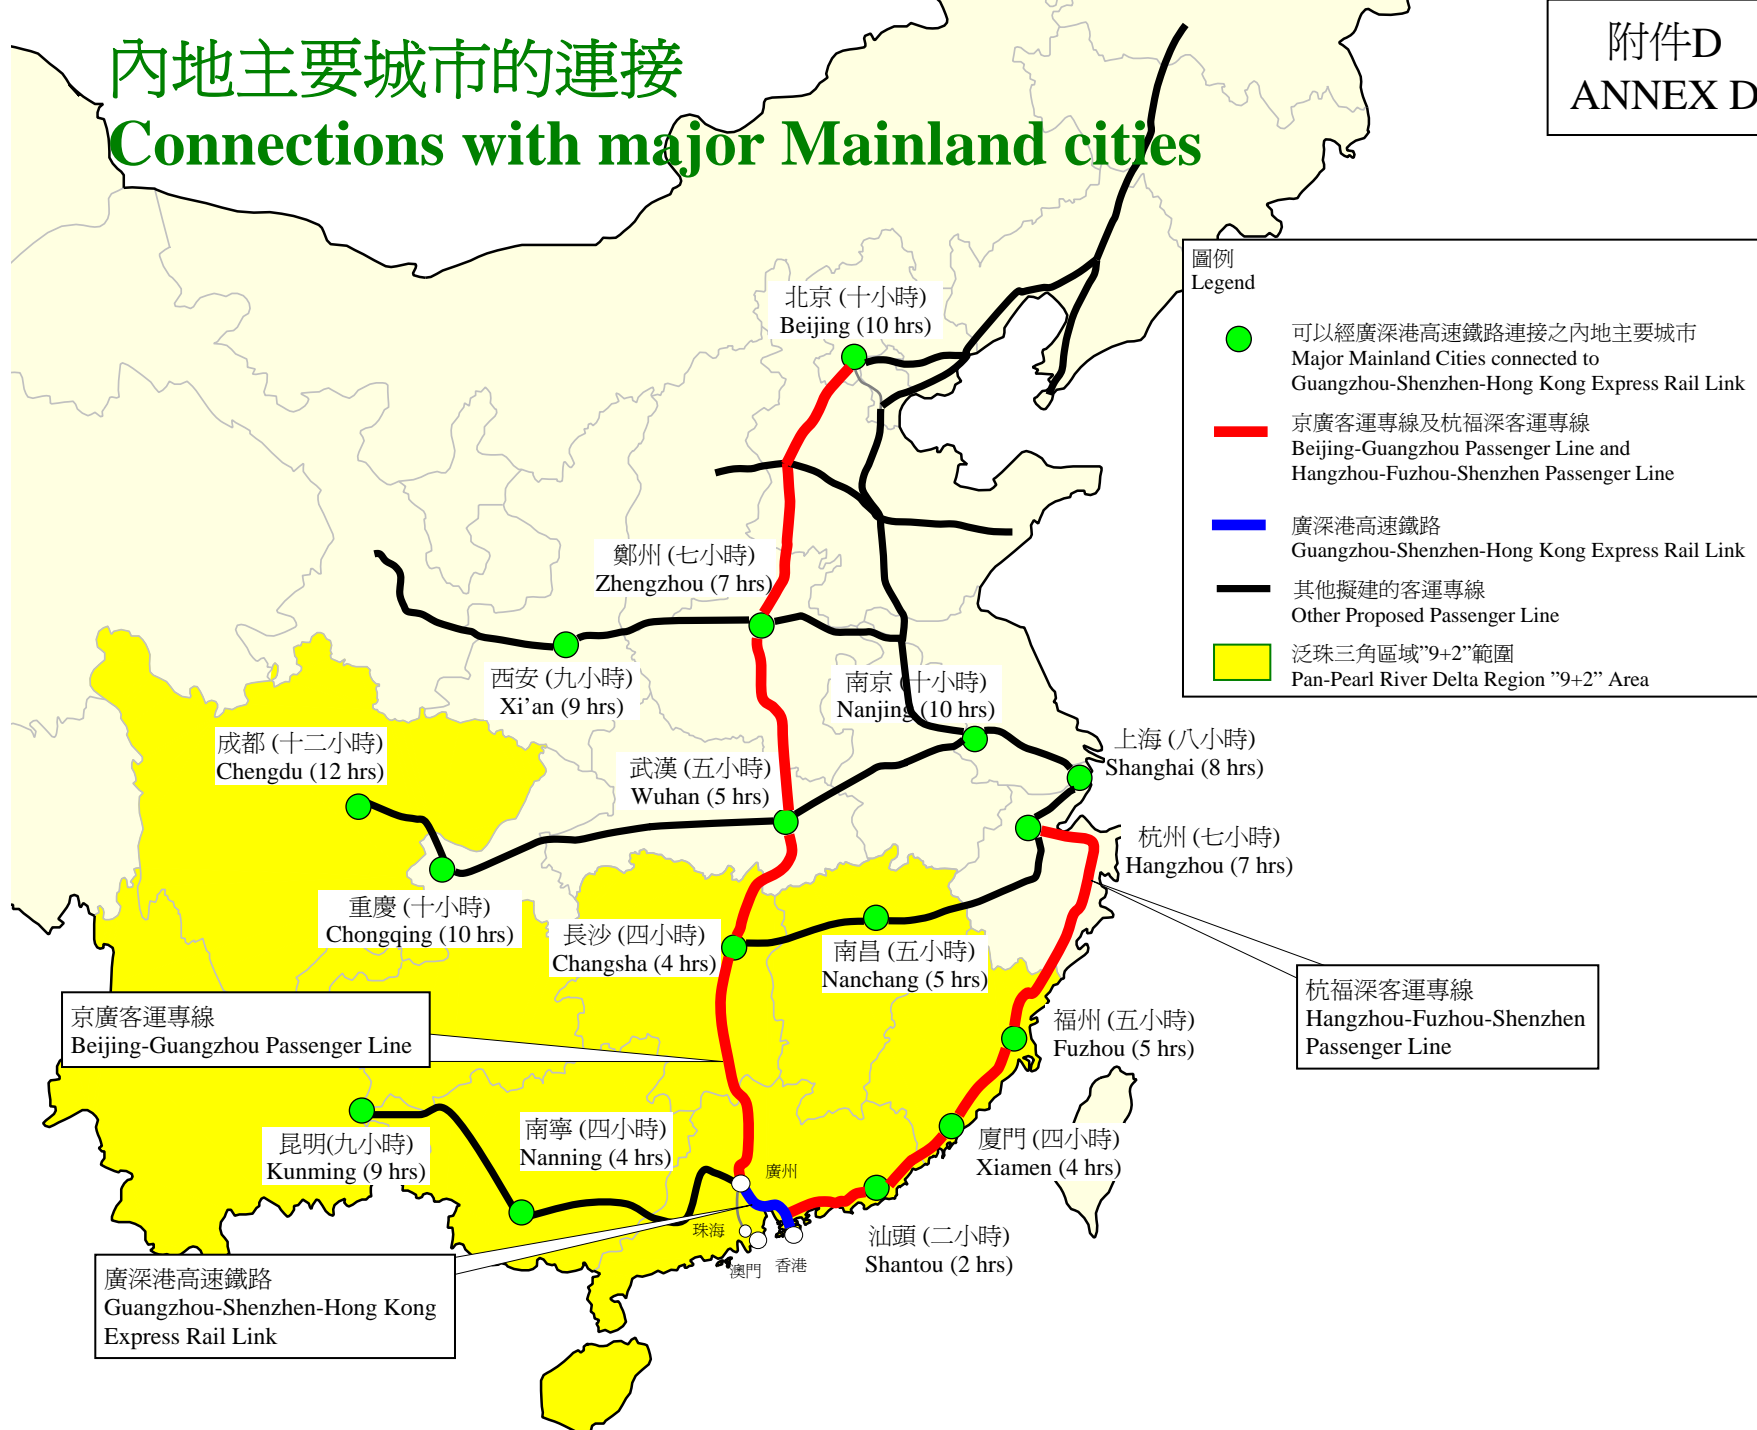 內地主要城市的連接
Connections with major Mainland cities
附件D
ANNEX D
圖例
Legend
可以經廣深港高速鐵路連接之內地主要城市
Major Mainland Cities connected to
Guangzhou-Shenzhen-Hong Kong Express Rail Link
京廣客運專線及杭福深客運專線
Beijing-Guangzhou Passenger Line and
Hangzhou-Fuzhou-Shenzhen Passenger Line
廣深港高速鐵路
Guangzhou-Shenzhen-Hong Kong Express Rail Link
其他擬建的客運專線
Other Proposed Passenger Line
泛珠三角區域”9+2”範圍
Pan-Pearl River Delta Region ”9+2” Area
北京 (十小時)
Beijing (10 hrs)
鄭州 (七小時)
Zhengzhou (7 hrs)
西安 (九小時)
Xi’an (9 hrs)
南京 (十小時)
Nanjing (10 hrs)
成都 (十二小時)
Chengdu (12 hrs)
武漢 (五小時)
Wuhan (5 hrs)
上海 (八小時)
Shanghai (8 hrs)
杭州 (七小時)
Hangzhou (7 hrs)
重慶 (十小時)
Chongqing (10 hrs)
長沙 (四小時)
Changsha (4 hrs)
南昌 (五小時)
Nanchang (5 hrs)
杭福深客運專線
Hangzhou-Fuzhou-Shenzhen
Passenger Line
京廣客運專線
Beijing-Guangzhou Passenger Line
福州 (五小時)
Fuzhou (5 hrs)
昆明(九小時)
Kunming (9 hrs)
南寧 (四小時)
Nanning (4 hrs)
廈門 (四小時)
Xiamen (4 hrs)
廣州
珠海
澳門
香港
汕頭 (二小時)
Shantou (2 hrs)
廣深港高速鐵路
Guangzhou-Shenzhen-Hong Kong
Express Rail Link